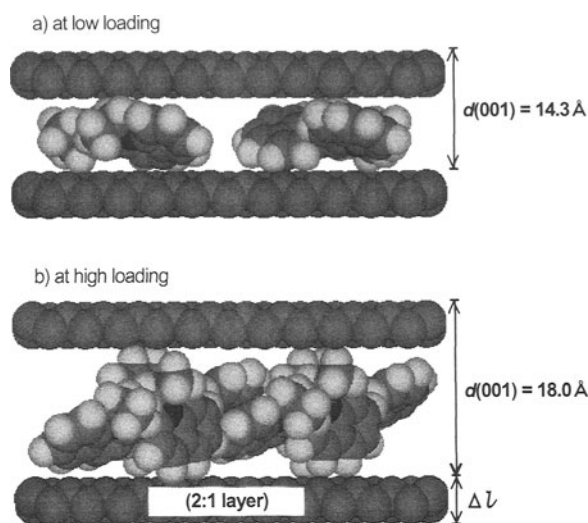 a) at low loading
d(001) = 14.3 Å
b) at high loading
d(001) = 18.0 Å
(2:1 layer)
Δl